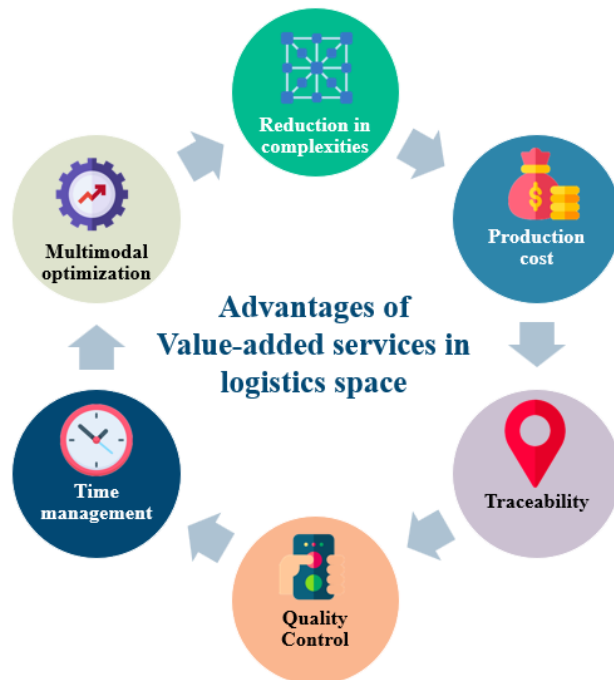 Reduction in
complexities
Production
cost
Traceability
Quality
Control
Time
management
Multimodal
optimization
Advantages of
Value-added services in
logistics space